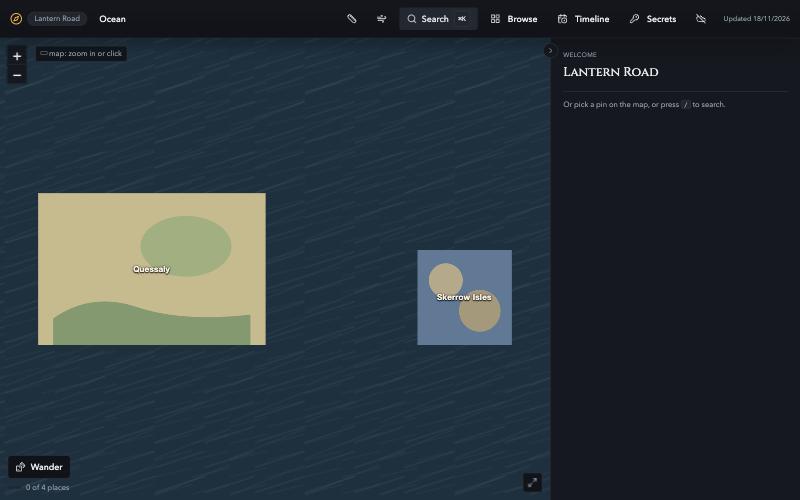 Lantern Road
Ocean
Search ⌘K
Browse
Timeline
Secrets
Updated 18/11/2026
map: zoom in or click
+
−
Quessaly
Skerrow Isles
Wander
0 of 4 places
WELCOME
LANTERN ROAD
Or pick a pin on the map, or press / to search.